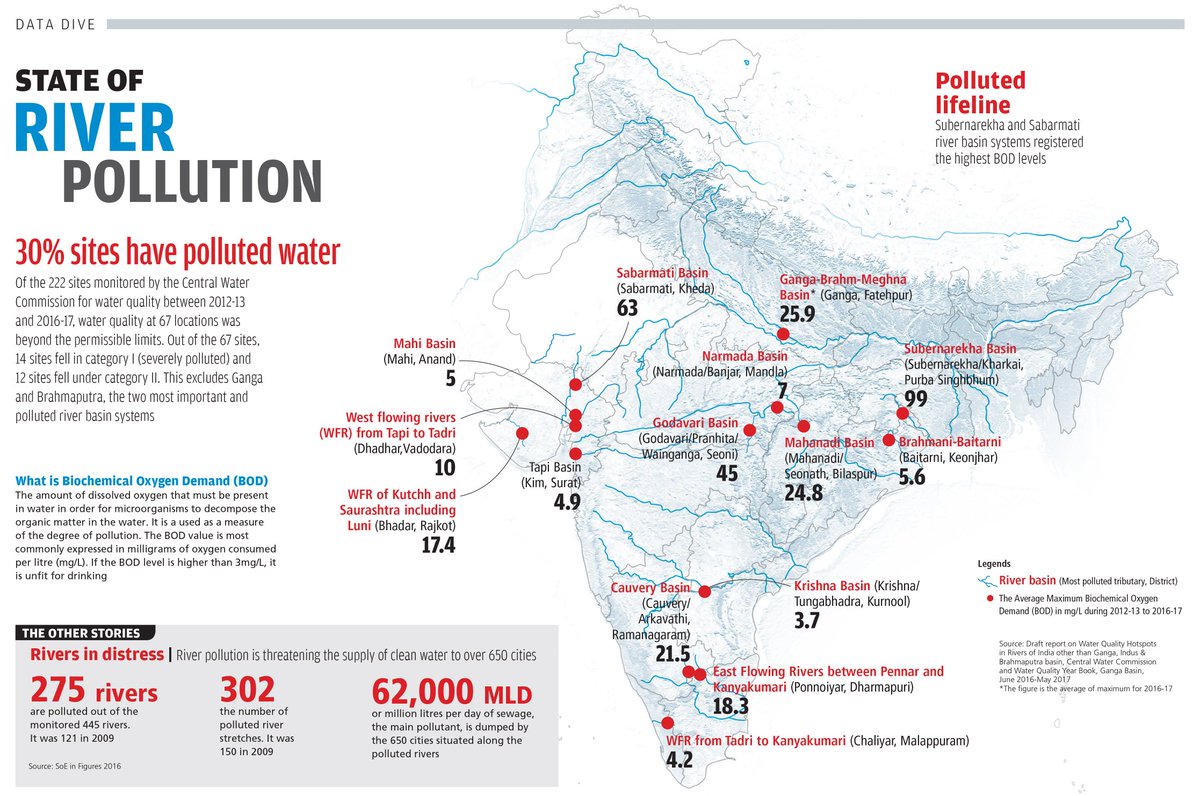 DATA DIVE
STATE OF
RIVER
POLLUTION
30% sites have polluted water
Of the 222 sites monitored by the Central Water
Commission for water quality between 2012-13
and 2016-17, water quality at 67 locations was
beyond the permissible limits. Out of the 67 sites,
14 sites fell in category I (severely polluted) and
12 sites fell under category II. This excludes Ganga
and Brahmaputra, the two most important and
polluted river basin systems
What is Biochemical Oxygen Demand (BOD)
The amount of dissolved oxygen that must be present
in water in order for microorganisms to decompose the
organic matter in the water. It is a used as a measure
of the degree of pollution. The BOD value is most
commonly expressed in milligrams of oxygen consumed
per litre (mg/L). If the BOD level is higher than 3mg/L, it
is unfit for drinking
Polluted
lifeline
Subernarekha and Sabarmati
river basin systems registered
the highest BOD levels
Sabarmati Basin
(Sabarmati, Kheda)
63
Ganga-Brahm-Meghna
Basin* (Ganga, Fatehpur)
25.9
Mahi Basin
(Mahi, Anand)
5
Narmada Basin
(Narmada/Banjar, Mandla)
7
Subernarekha Basin
(Subernarekha/Kharkai,
Purba Singhbhum)
99
West flowing rivers
(WFR) from Tapi to Tadri
(Dhadhar,Vadodara)
10
Godavari Basin
(Godavari/Pranhita/
Wainganga, Seoni)
45
Mahanadi Basin
(Mahanadi/
Seonath, Bilaspur)
24.8
Brahmani-Baitarni
(Baitarni, Keonjhar)
5.6
Tapi Basin
(Kim, Surat)
4.9
WFR of Kutchh and
Saurashtra including
Luni (Bhadar, Rajkot)
17.4
Cauvery Basin
(Cauvery/
Arkavathi,
Ramanagaram)
21.5
Krishna Basin (Krishna/
Tungabhadra, Kurnool)
3.7
East Flowing Rivers between Pennar and
Kanyakumari (Ponnoiyar, Dharmapuri)
18.3
WFR from Tadri to Kanyakumari (Chaliyar, Malappuram)
4.2
Legends
River basin (Most polluted tributary, District)
The Average Maximum Biochemical Oxygen
Demand (BOD) in mg/L during 2012-13 to 2016-17
Source: Draft report on Water Quality Hotspots
in Rivers of India other than Ganga, Indus &
Brahmaputra basin, Central Water Commission
and Water Quality Year Book, Ganga Basin,
June 2016-May 2017
*The figure is the average of maximum for 2016-17
THE OTHER STORIES
Rivers in distress | River pollution is threatening the supply of clean water to over 650 cities
275 rivers
are polluted out of the
monitored 445 rivers.
It was 121 in 2009
302
the number of
polluted river
stretches. It was
150 in 2009
62,000 MLD
or million litres per day of sewage,
the main pollutant, is dumped by
the 650 cities situated along the
polluted rivers
Source: SoE in Figures 2016